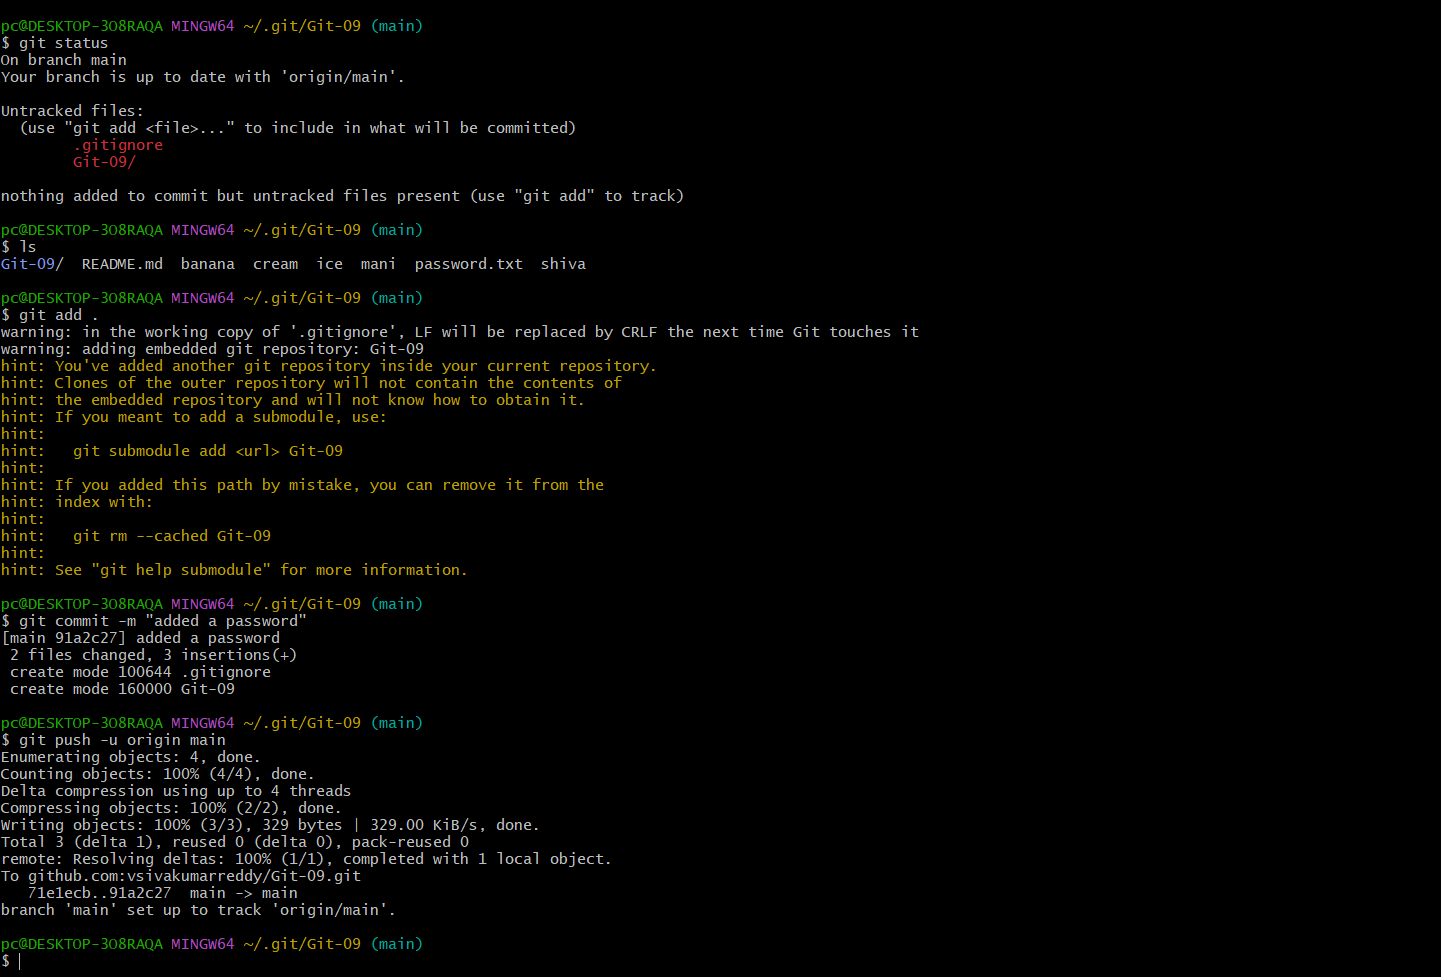 pc@DESKTOP-3O8RAQA MINGW64 ~/.git/Git-09 (main)
$ git status
On branch main
Your branch is up to date with 'origin/main'.
Untracked files:
  (use "git add <file>..." to include in what will be committed)
        .gitignore
        Git-09/
nothing added to commit but untracked files present (use "git add" to track)
pc@DESKTOP-3O8RAQA MINGW64 ~/.git/Git-09 (main)
$ ls
Git-09/  README.md  banana  cream  ice  mani  password.txt  shiva
pc@DESKTOP-3O8RAQA MINGW64 ~/.git/Git-09 (main)
$ git add .
warning: in the working copy of '.gitignore', LF will be replaced by CRLF the next time Git touches it
warning: adding embedded git repository: Git-09
hint: You've added another git repository inside your current repository.
hint: Clones of the outer repository will not contain the contents of
hint: the embedded repository and will not know how to obtain it.
hint: If you meant to add a submodule, use:
hint:
hint:   git submodule add <url> Git-09
hint:
hint: If you added this path by mistake, you can remove it from the
hint: index with:
hint:
hint:   git rm --cached Git-09
hint:
hint: See "git help submodule" for more information.
pc@DESKTOP-3O8RAQA MINGW64 ~/.git/Git-09 (main)
$ git commit -m "added a password"
[main 91a2c27] added a password
 2 files changed, 3 insertions(+)
 create mode 100644 .gitignore
 create mode 160000 Git-09
pc@DESKTOP-3O8RAQA MINGW64 ~/.git/Git-09 (main)
$ git push -u origin main
Enumerating objects: 4, done.
Counting objects: 100% (4/4), done.
Delta compression using up to 4 threads
Compressing objects: 100% (2/2), done.
Writing objects: 100% (3/3), 329 bytes | 329.00 KiB/s, done.
Total 3 (delta 1), reused 0 (delta 0), pack-reused 0
remote: Resolving deltas: 100% (1/1), completed with 1 local object.
To github.com:vsivakumarreddy/Git-09.git
   71e1ecb..91a2c27  main -> main
branch 'main' set up to track 'origin/main'.
pc@DESKTOP-3O8RAQA MINGW64 ~/.git/Git-09 (main)
$